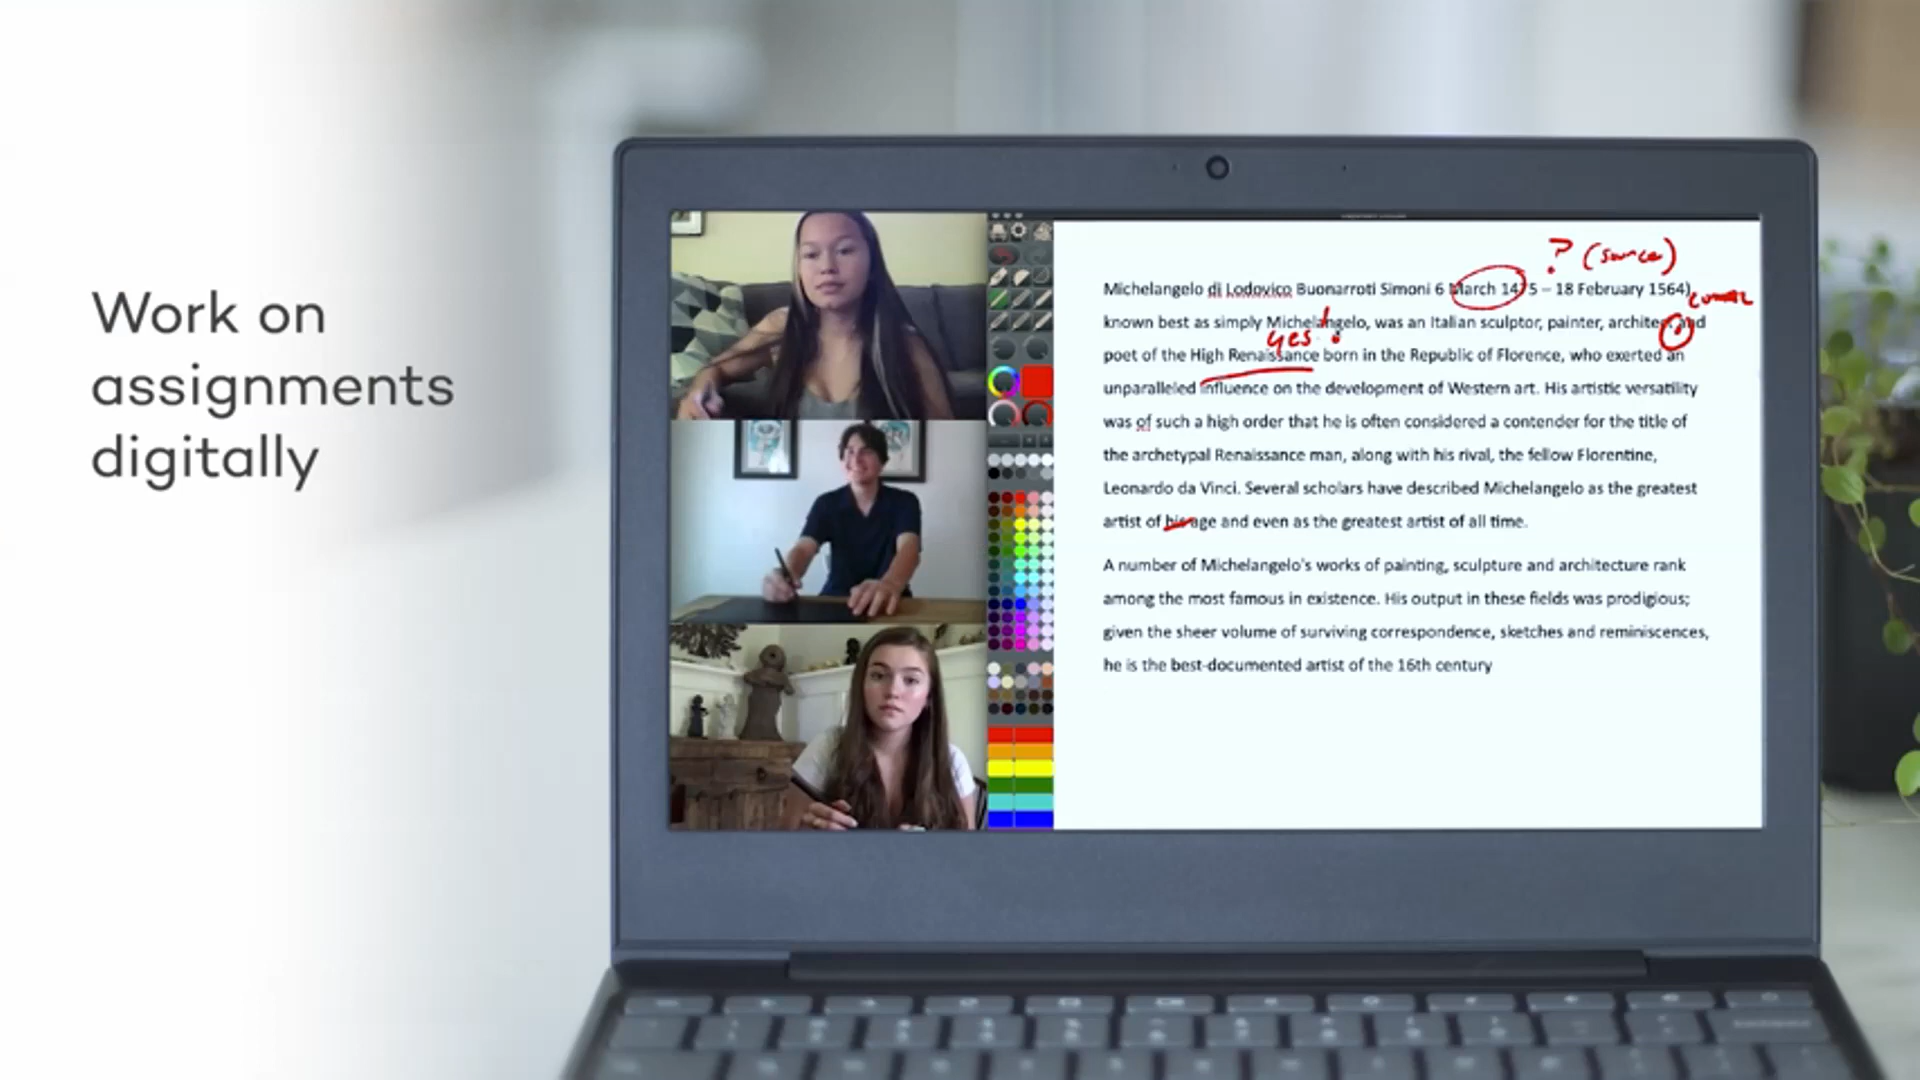 Work on
assignments
digitally
? (source)
Michelangelo di Lodovico Buonarroti Simoni 6 March 1475 – 18 February 1564)
comma
known best as simply Michelangelo, was an Italian sculptor, painter, architect and
yes!
poet of the High Renaissance born in the Republic of Florence, who exerted an
unparalleled influence on the development of Western art. His artistic versatility
was of such a high order that he is often considered a contender for the title of
the archetypal Renaissance man, along with his rival, the fellow Florentine,
Leonardo da Vinci. Several scholars have described Michelangelo as the greatest
artist of his age and even as the greatest artist of all time.
A number of Michelangelo's works of painting, sculpture and architecture rank
among the most famous in existence. His output in these fields was prodigious;
given the sheer volume of surviving correspondence, sketches and reminiscences,
he is the best-documented artist of the 16th century